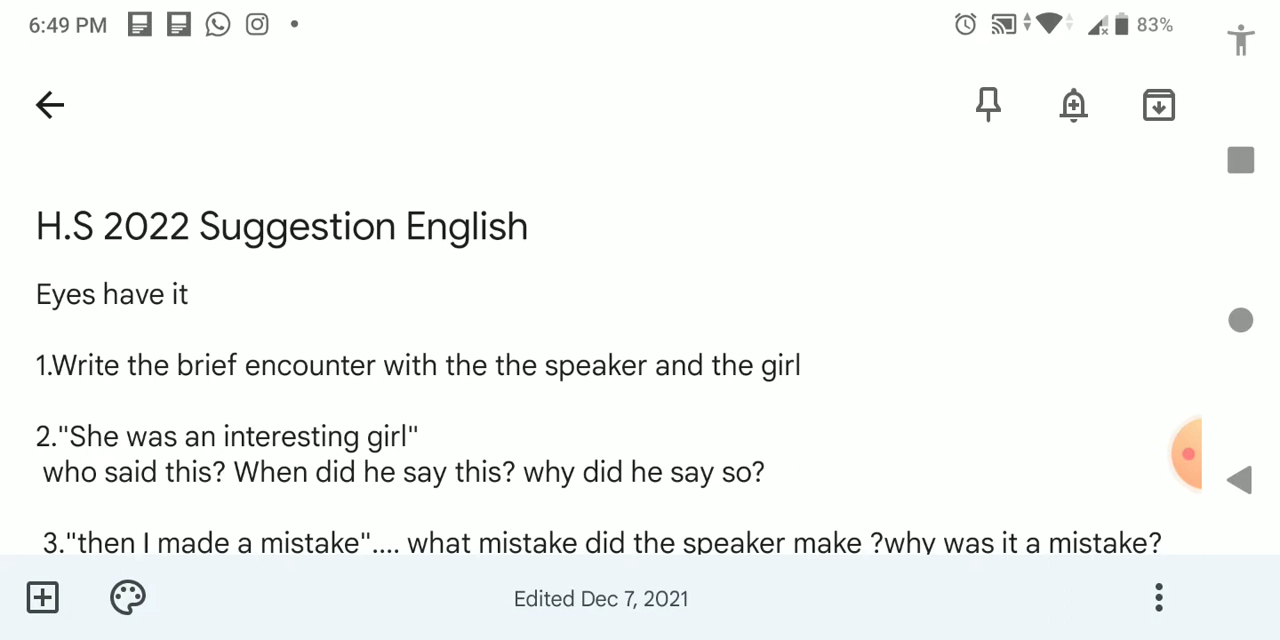 6:49 PM
83%
H.S 2022 Suggestion English
Eyes have it
1.Write the brief encounter with the the speaker and the girl
2."She was an interesting girl"
who said this? When did he say this? why did he say so?
3."then I made a mistake".... what mistake did the speaker make ?why was it a mistake?
Edited Dec 7, 2021